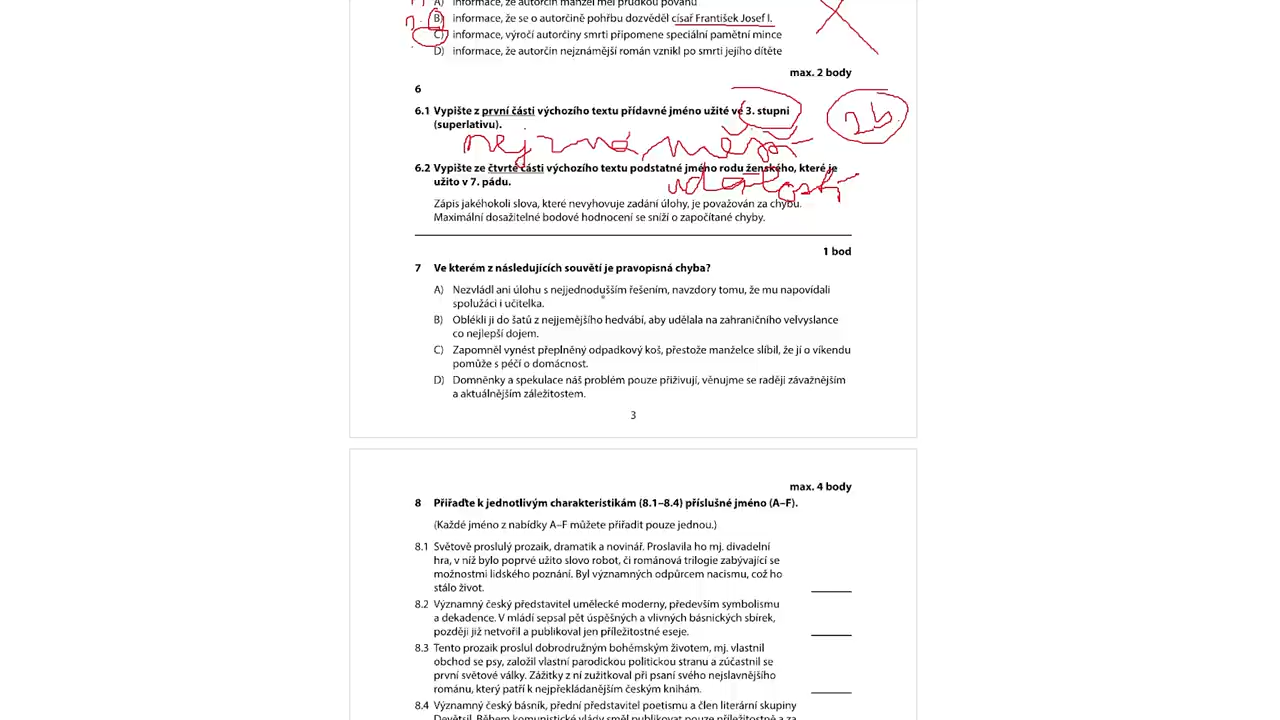 A) informace, že autorčin manžel měl prudkou povahu
B) informace, že se o autorčině pohřbu dozvěděl císař František Josef I.
C) informace, výročí autorčiny smrti připomene speciální pamětní mince
D) informace, že autorčin nejznámější román vznikl po smrti jejího dítěte
max. 2 body
6
6.1 Vypište z první části výchozího textu přídavné jméno užité ve 3. stupni
(superlativu).
2b.
nejznámější
6.2 Vypište ze čtvrté části výchozího textu podstatné jméno rodu ženského, které je
užito v 7. pádu.
událostí
Zápis jakéhokoli slova, které nevyhovuje zadání úlohy, je považován za chybu.
Maximální dosažitelné bodové hodnocení se sníží o započítané chyby.
1 bod
7 Ve kterém z následujících souvětí je pravopisná chyba?
A) Nezvládl ani úlohu s nejjednodušším řešením, navzdory tomu, že mu napovídali
spolužáci i učitelka.
B) Oblékli ji do šatů z nejjemějšího hedvábí, aby udělala na zahraničního velvyslance
co nejlepší dojem.
C) Zapomněl vynést přeplněný odpadkový koš, přestože manželce slíbil, že jí o víkendu
pomůže s péčí o domácnost.
D) Domněnky a spekulace náš problém pouze přiživují, věnujme se raději závažnějším
a aktuálnějším záležitostem.
3
max. 4 body
8 Přiřaďte k jednotlivým charakteristikám (8.1–8.4) příslušné jméno (A–F).
(Každé jméno z nabídky A–F můžete přiřadit pouze jednou.)
8.1 Světově proslulý prozaik, dramatik a novinář. Proslavila ho mj. divadelní
hra, v níž bylo poprvé užito slovo robot, či románová trilogie zabývající se
možnostmi lidského poznání. Byl významných odpůrcem nacismu, což ho
stálo život.
8.2 Významný český představitel umělecké moderny, především symbolismu
a dekadence. V mládí sepsal pět úspěšných a vlivných básnických sbírek,
později již netvořil a publikoval jen příležitostné eseje.
8.3 Tento prozaik proslul dobrodružným bohémským životem, mj. vlastnil
obchod se psy, založil vlastní parodickou politickou stranu a zúčastnil se
první světové války. Zážitky z ní zužitkoval při psaní svého nejslavnějšího
románu, který patří k nejpřekládanějším českým knihám.
8.4 Významný český básník, přední představitel poetismu a člen literární skupiny
Devětsil. Během komunistické vlády směl publikovat pouze příležitostně a za